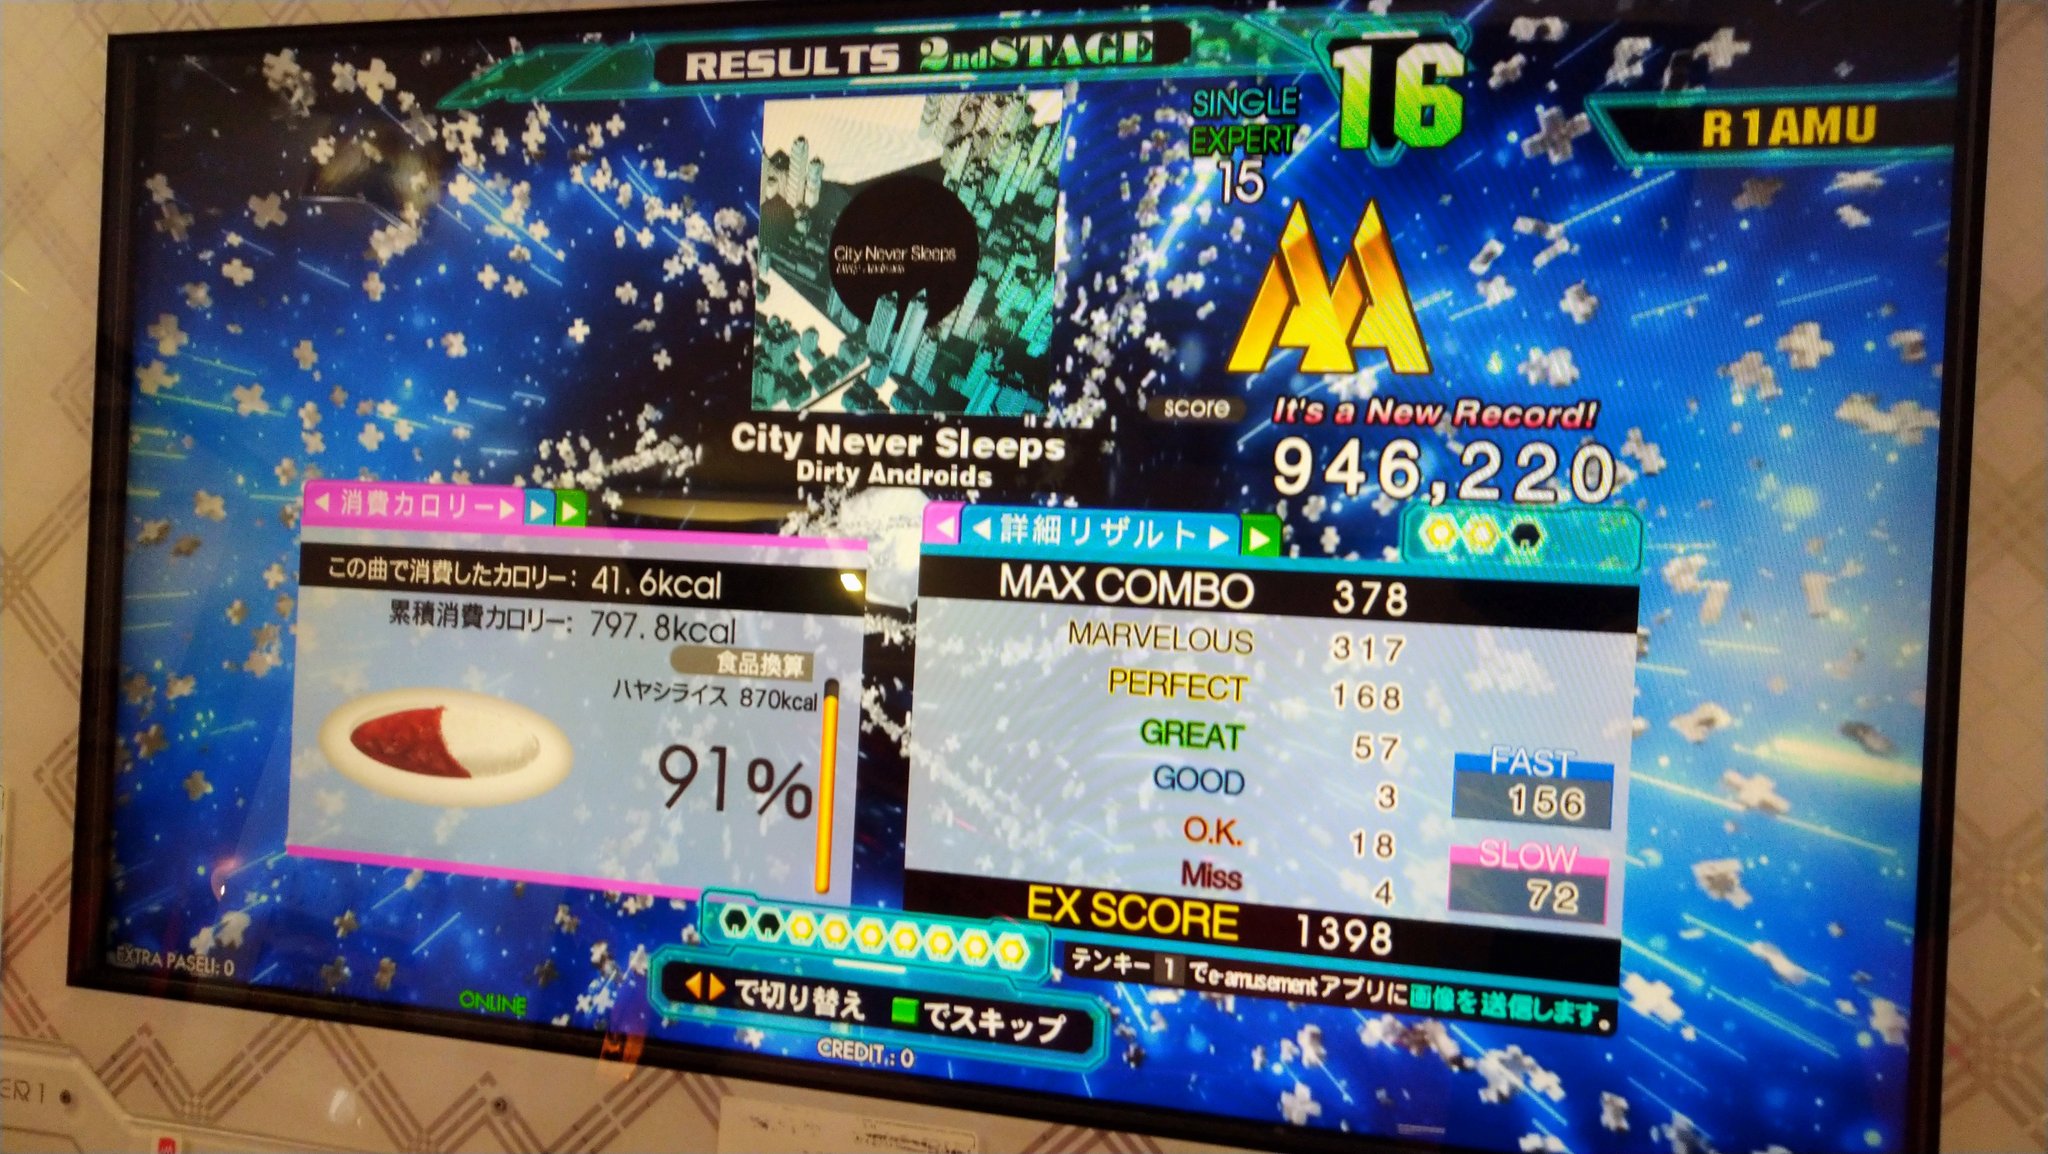 RESULTS 2nd STAGE
16
SINGLE
EXPERT
15
R1AMU
City Never Sleeps
Dirty Androids
score
It's a New Record!
946,220
City Never Sleeps
Dirty Androids
消費カロリー
この曲で消費したカロリー: 41.6kcal
累積消費カロリー: 797.8kcal
食品換算
ハヤシライス 870kcal
91%
詳細リザルト
MAX COMBO 378
MARVELOUS 317
PERFECT 168
GREAT 57
GOOD 3
O.K. 18
Miss 4
FAST
156
SLOW
72
EX SCORE 1398
テンキー 1 でe-amusementアプリに画像を送信します。
で切り替え でスキップ
EXTRA PASELI: 0
ONLINE
CREDIT: 0
ER 1